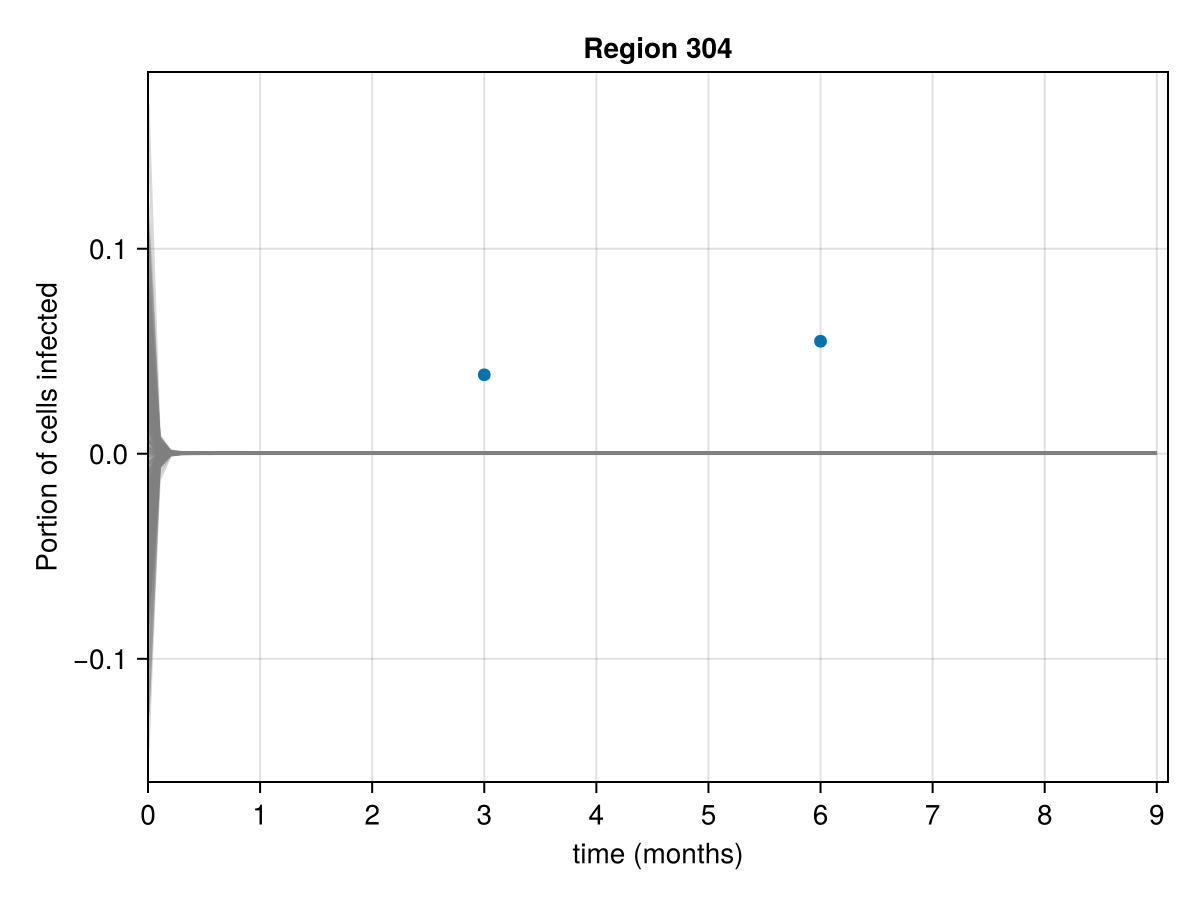 Region 304
Portion of cells infected
0.1
0.0
−0.1
0 1 2 3 4 5 6 7 8 9
time (months)